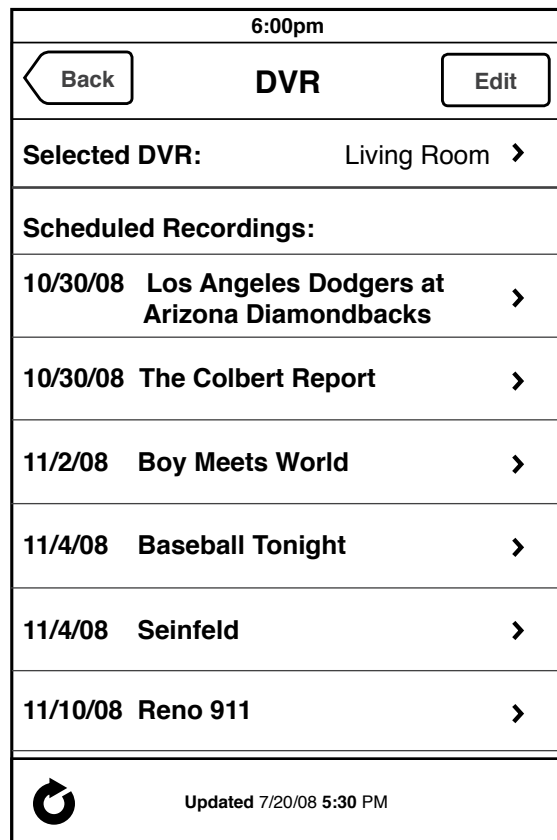 6:00pm
Back DVR Edit
Selected DVR: Living Room
Scheduled Recordings:
10/30/08 Los Angeles Dodgers at
Arizona Diamondbacks
10/30/08 The Colbert Report
11/2/08 Boy Meets World
11/4/08 Baseball Tonight
11/4/08 Seinfeld
11/10/08 Reno 911
Updated 7/20/08 5:30 PM